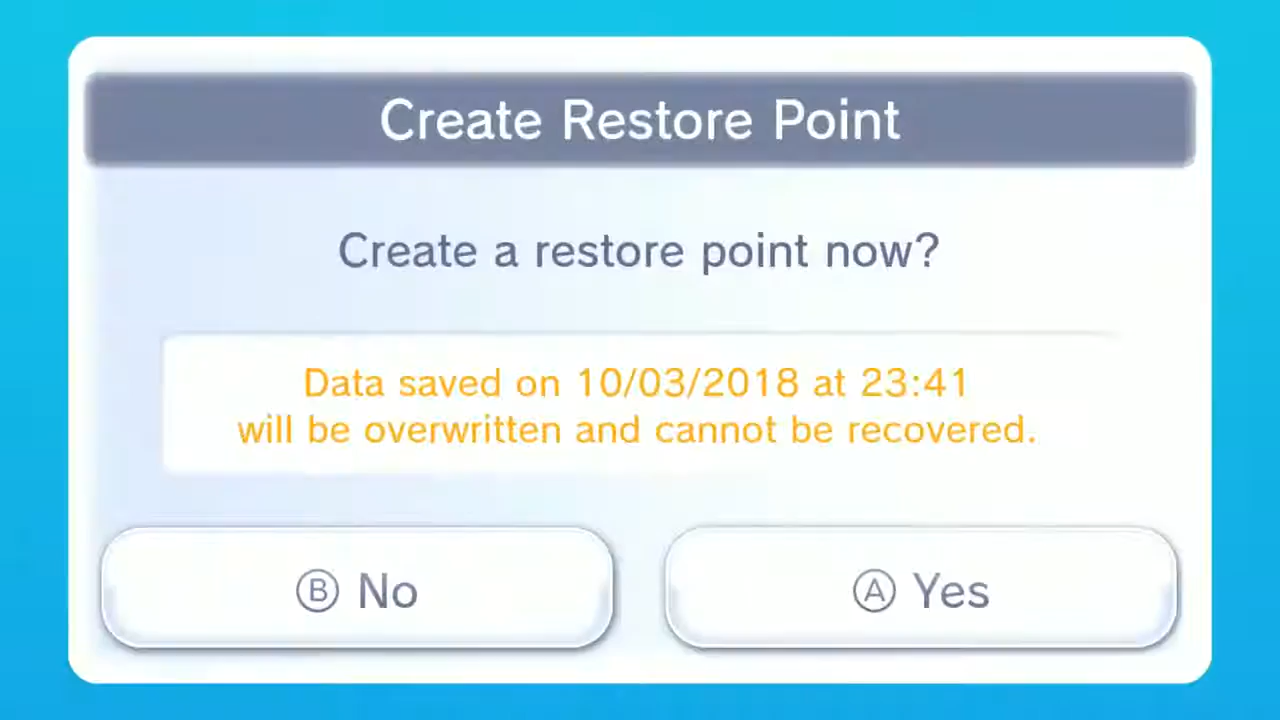 Create Restore Point
Create a restore point now?
Data saved on 10/03/2018 at 23:41
will be overwritten and cannot be recovered.
Ⓑ No
Ⓐ Yes